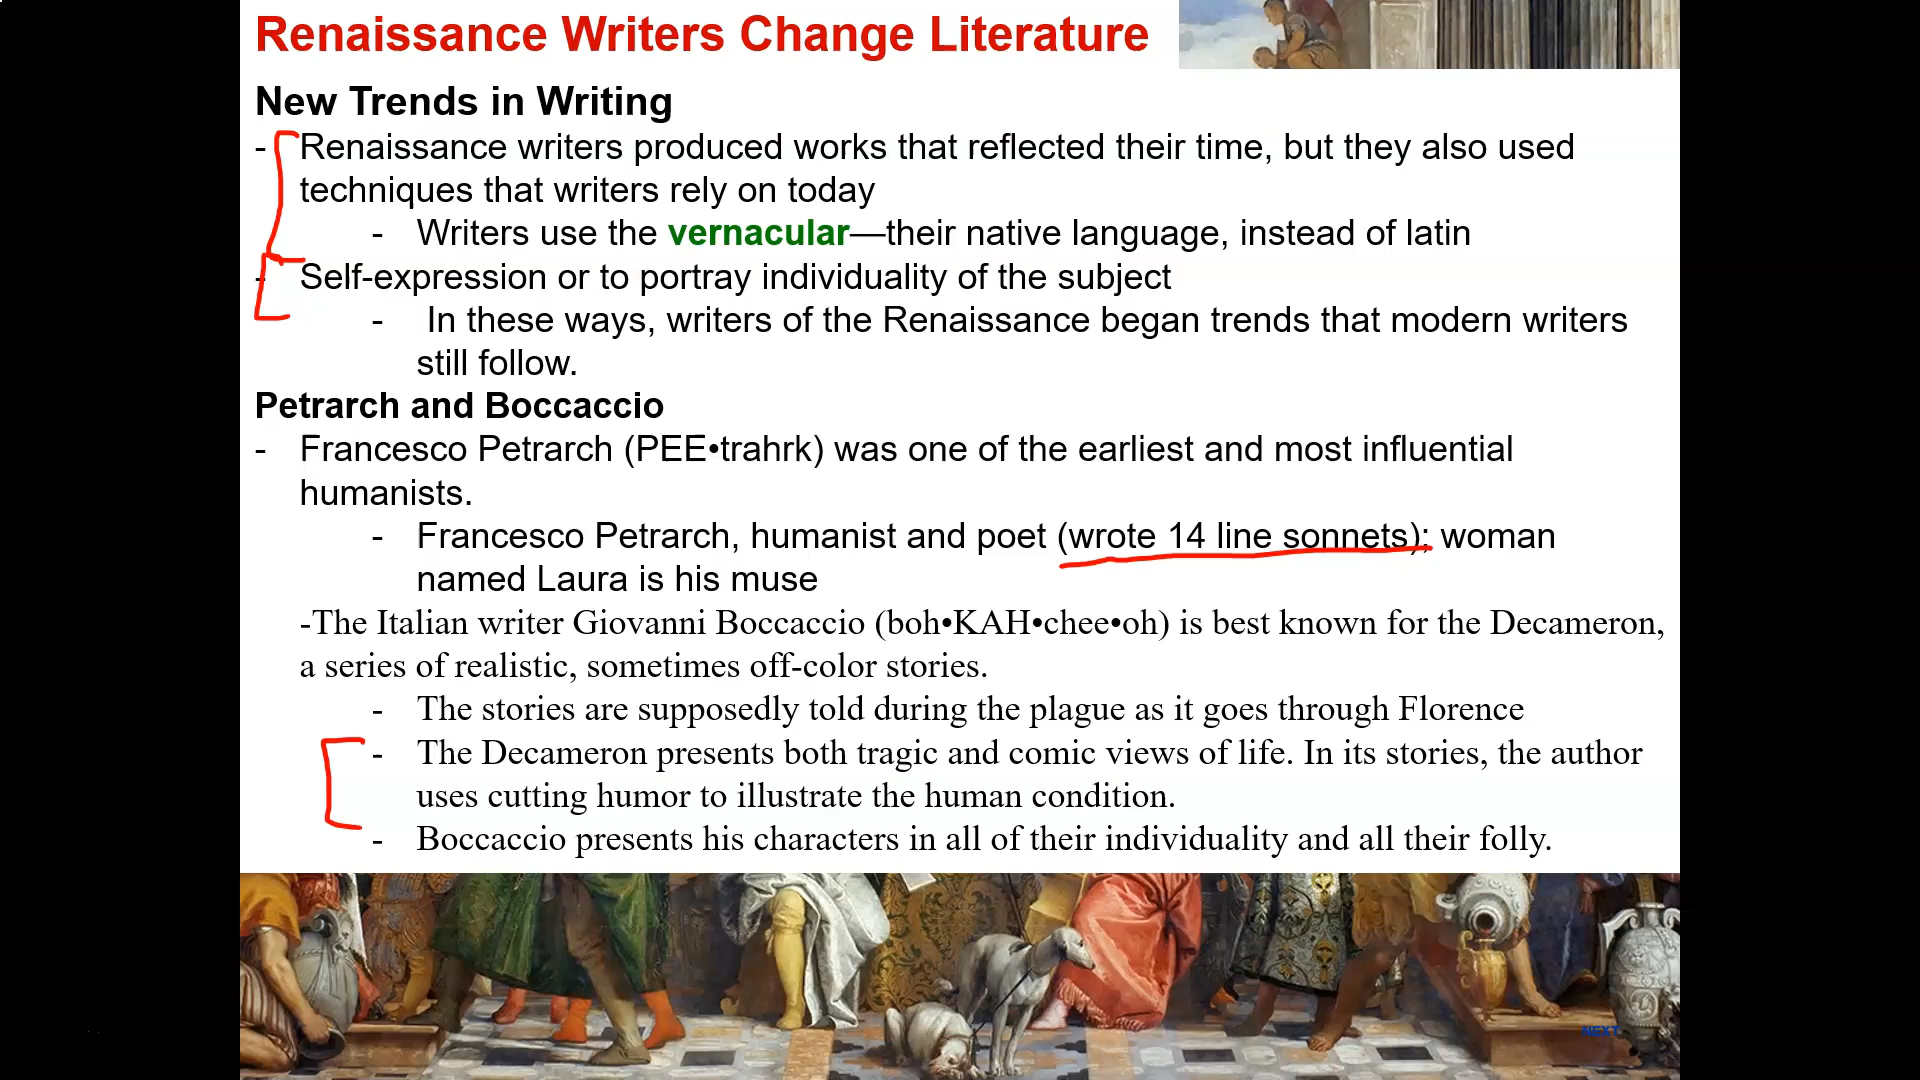 Renaissance Writers Change Literature
New Trends in Writing
- Renaissance writers produced works that reflected their time, but they also used
techniques that writers rely on today
- Writers use the vernacular—their native language, instead of latin
- Self-expression or to portray individuality of the subject
- In these ways, writers of the Renaissance began trends that modern writers
still follow.
Petrarch and Boccaccio
- Francesco Petrarch (PEE•trahrk) was one of the earliest and most influential
humanists.
- Francesco Petrarch, humanist and poet (wrote 14 line sonnets); woman
named Laura is his muse
-The Italian writer Giovanni Boccaccio (boh•KAH•chee•oh) is best known for the Decameron,
a series of realistic, sometimes off-color stories.
- The stories are supposedly told during the plague as it goes through Florence
- The Decameron presents both tragic and comic views of life. In its stories, the author
uses cutting humor to illustrate the human condition.
- Boccaccio presents his characters in all of their individuality and all their folly.
NEXT